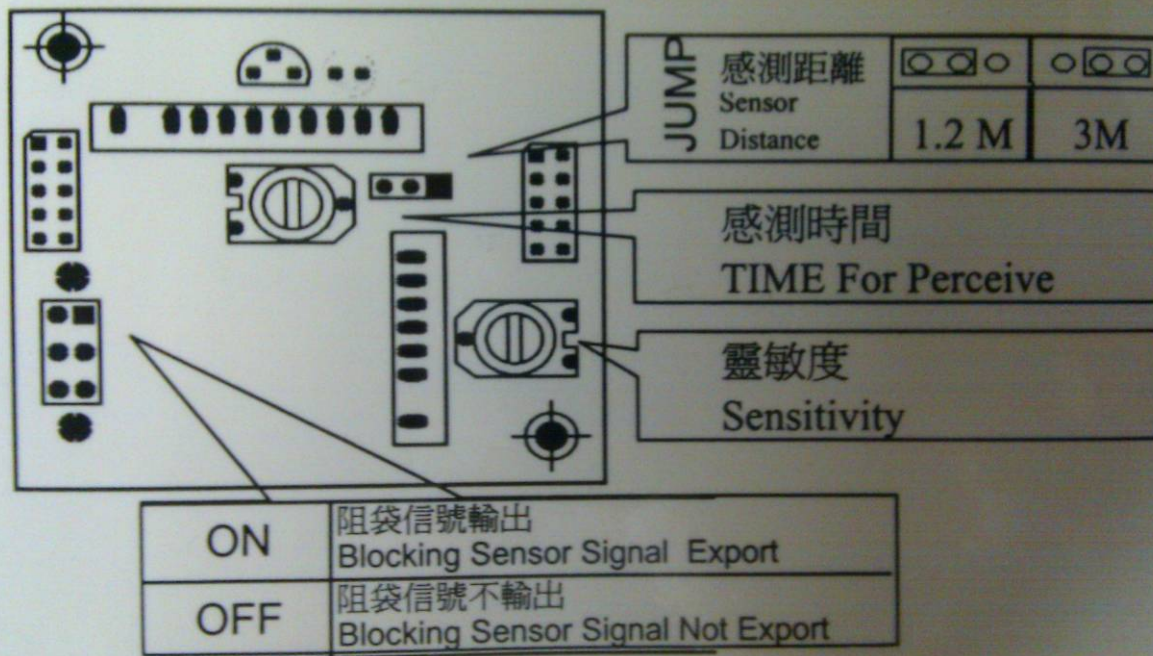 JUMP
感測距離
Sensor
Distance
1.2 M
3M
感測時間
TIME For Perceive
靈敏度
Sensitivity
ON
阻袋信號輸出
Blocking Sensor Signal Export
OFF
阻袋信號不輸出
Blocking Sensor Signal Not Export